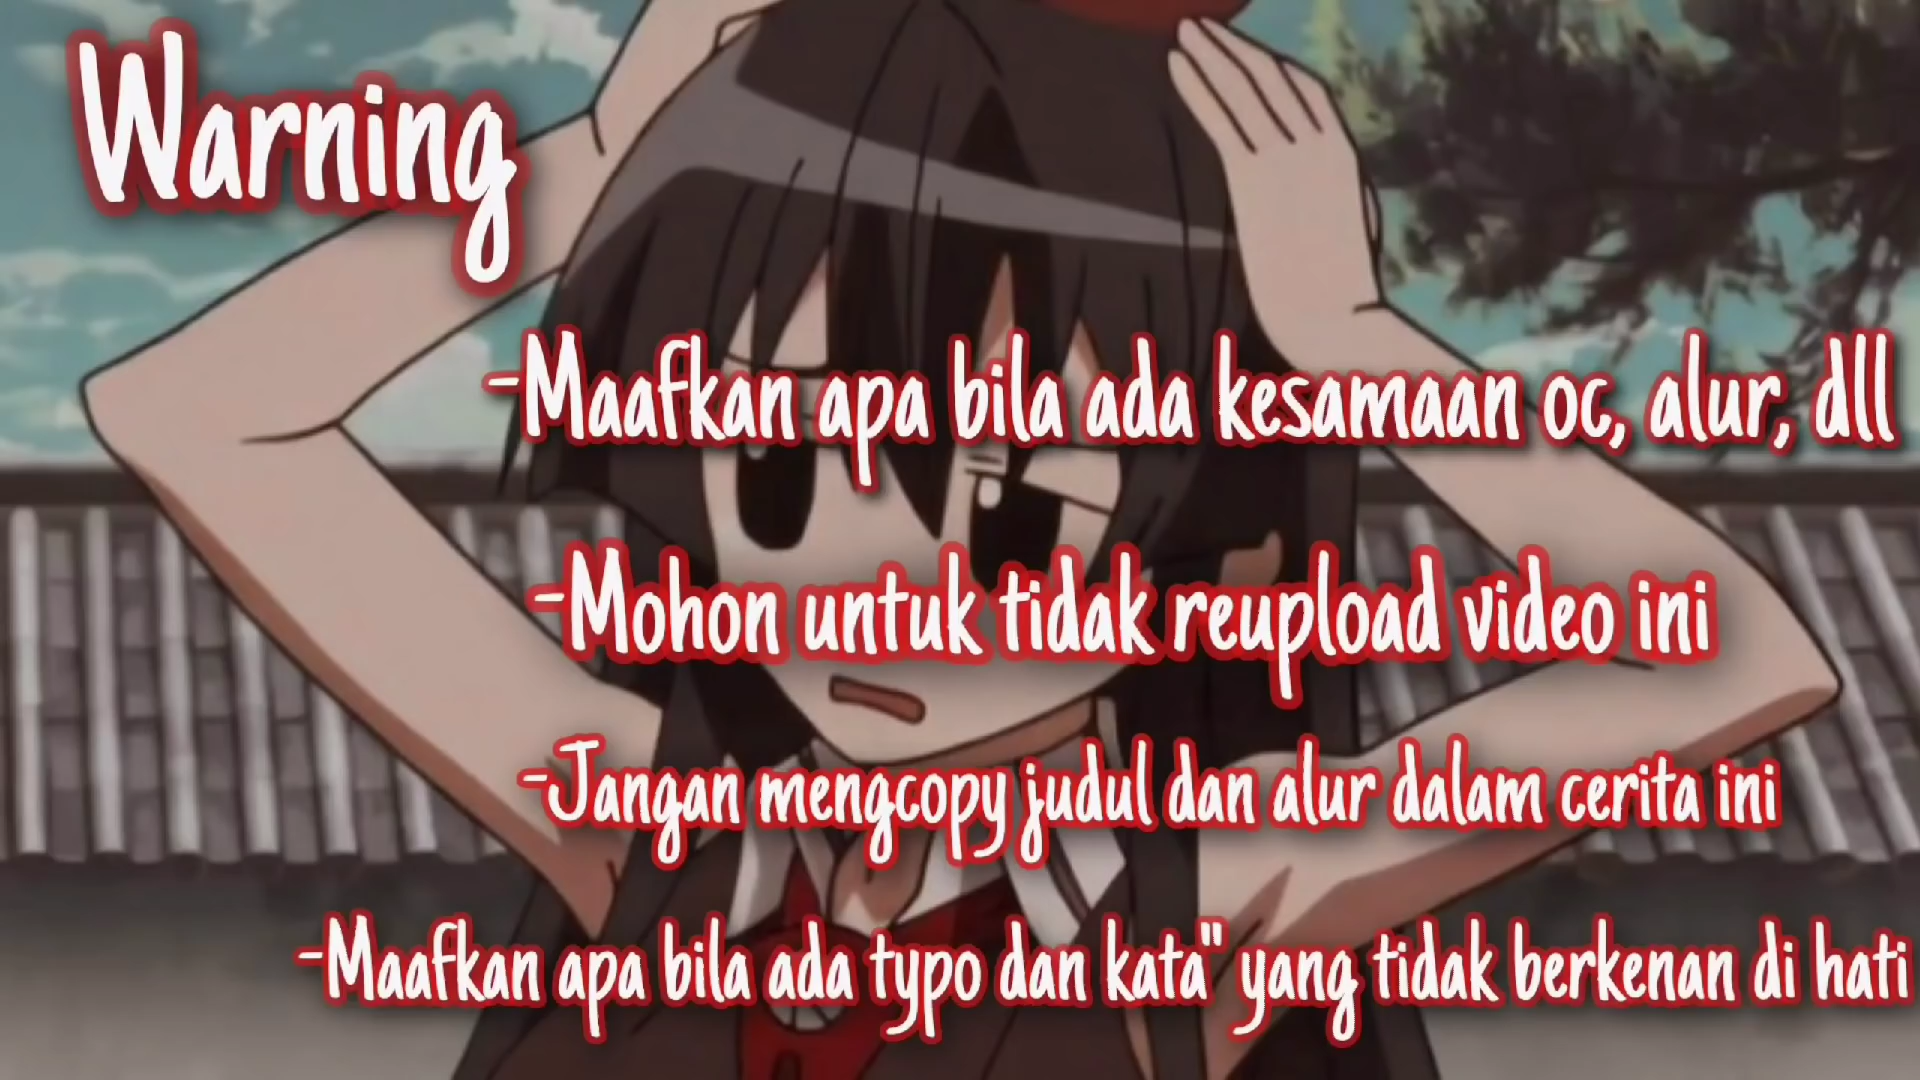 Warning
-Maafkan apa bila ada kesamaan oc, alur, dll
-Mohon untuk tidak reupload video ini
-Jangan mengcopy judul dan alur dalam cerita ini
-Maafkan apa bila ada typo dan kata" yang tidak berkenan di hati